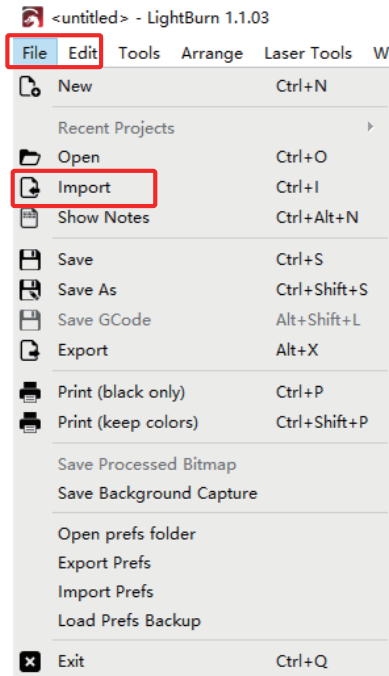 <untitled> - LightBurn 1.1.03
File Edit Tools Arrange Laser Tools W
New Ctrl+N
Recent Projects
Open Ctrl+O
Import Ctrl+I
Show Notes Ctrl+Alt+N
Save Ctrl+S
Save As Ctrl+Shift+S
Save GCode Alt+Shift+L
Export Alt+X
Print (black only) Ctrl+P
Print (keep colors) Ctrl+Shift+P
Save Processed Bitmap
Save Background Capture
Open prefs folder
Export Prefs
Import Prefs
Load Prefs Backup
Exit Ctrl+Q